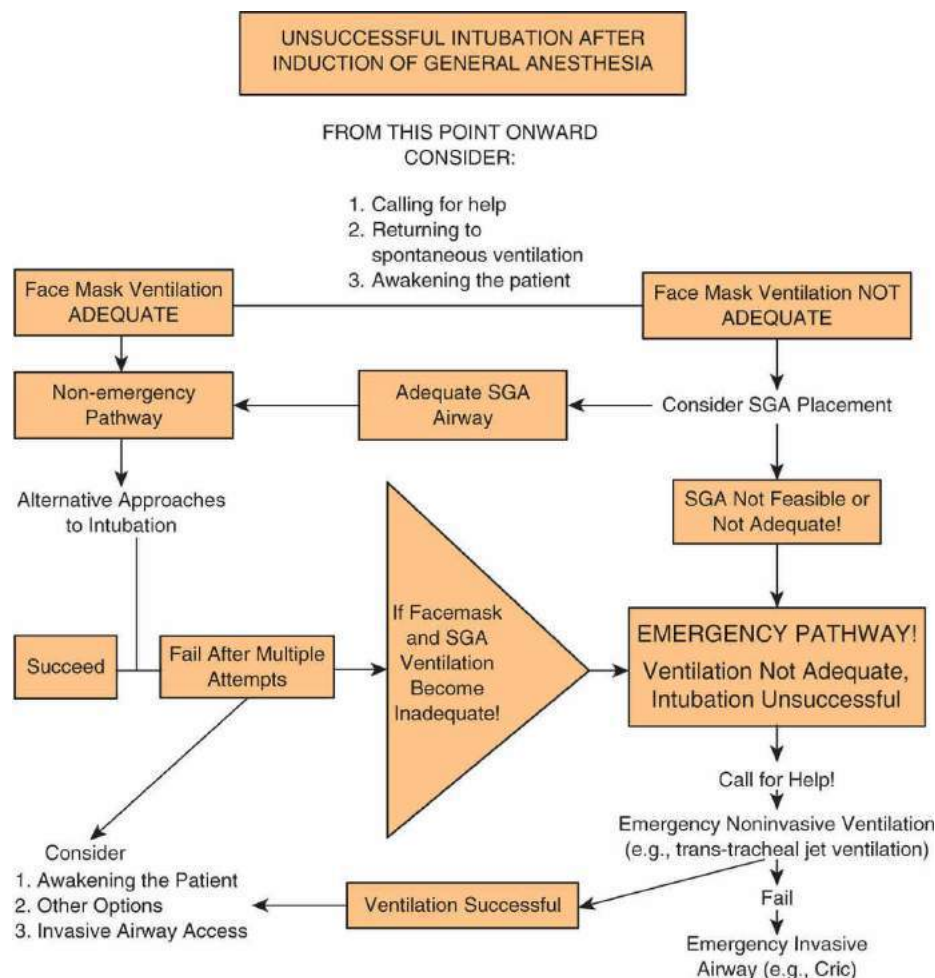 UNSUCCESSFUL INTUBATION AFTER
INDUCTION OF GENERAL ANESTHESIA
FROM THIS POINT ONWARD
CONSIDER:
1. Calling for help
2. Returning to
spontaneous ventilation
3. Awakening the patient
Face Mask Ventilation
ADEQUATE
Face Mask Ventilation NOT
ADEQUATE
Non-emergency
Pathway
Adequate SGA
Airway
Consider SGA Placement
Alternative Approaches
to Intubation
SGA Not Feasible or
Not Adequate!
Succeed
Fail After Multiple
Attempts
If Facemask
and SGA
Ventilation
Become
Inadequate!
EMERGENCY PATHWAY!
Ventilation Not Adequate,
Intubation Unsuccessful
Call for Help!
Emergency Noninvasive Ventilation
(e.g., trans-tracheal jet ventilation)
Consider
1. Awakening the Patient
2. Other Options
3. Invasive Airway Access
Ventilation Successful
Fail
Emergency Invasive
Airway (e.g., Cric)